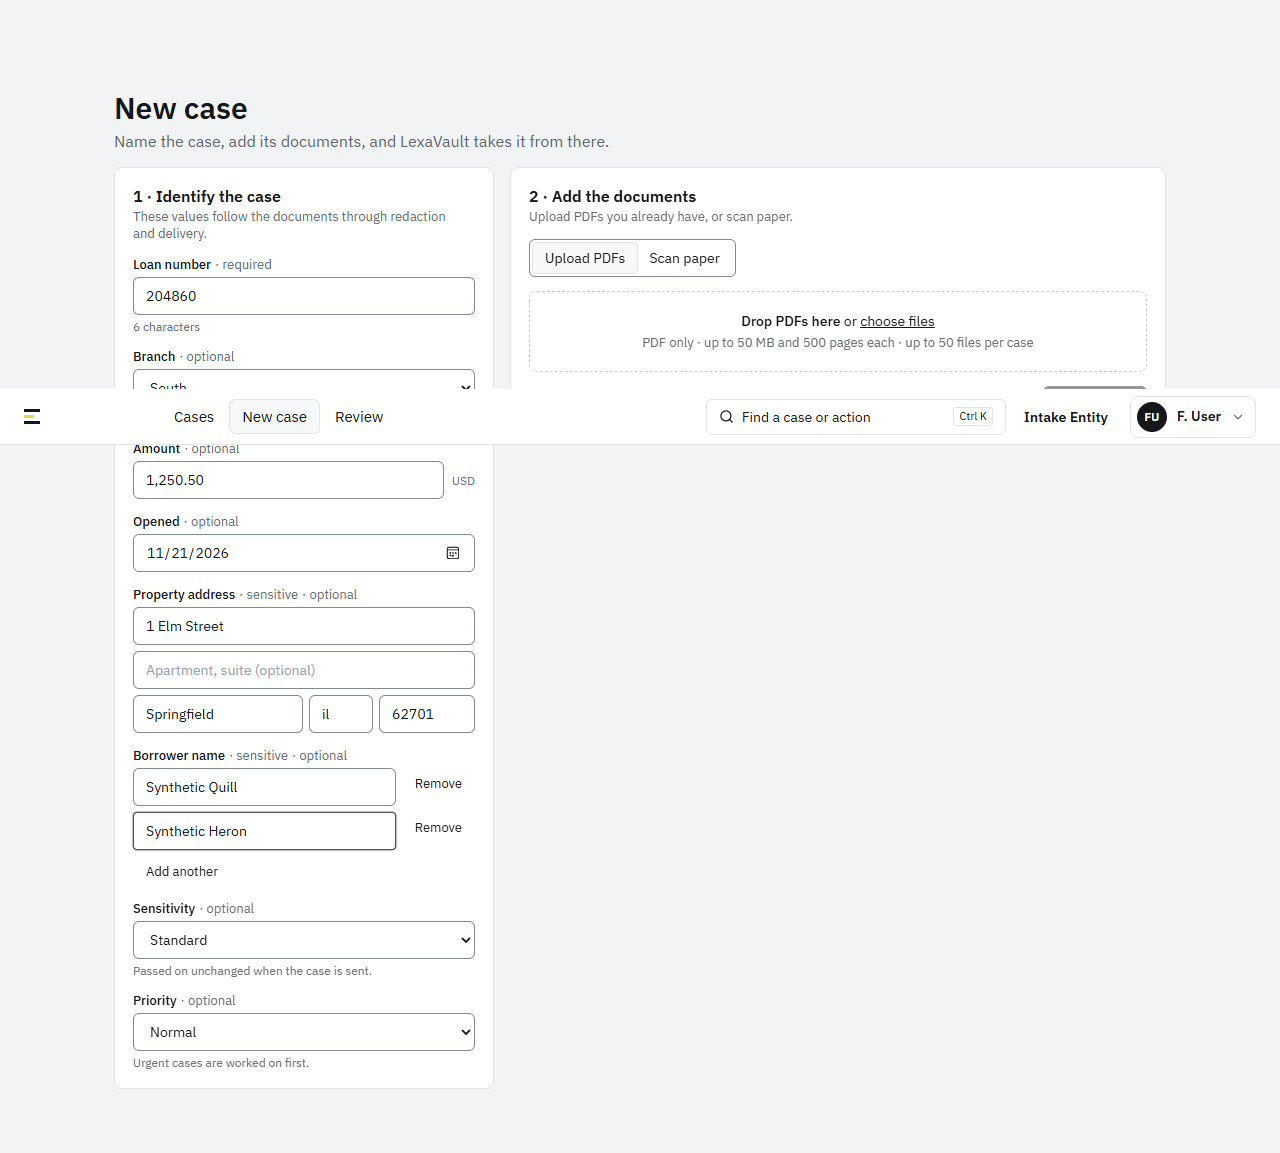 New case
Name the case, add its documents, and LexaVault takes it from there.
1 · Identify the case
These values follow the documents through redaction
and delivery.
Loan number · required
204860
6 characters
Branch · optional
South
2 · Add the documents
Upload PDFs you already have, or scan paper.
Upload PDFs
Scan paper
Drop PDFs here or choose files
PDF only · up to 50 MB and 500 pages each · up to 50 files per case
Cases
New case
Review
Find a case or action
Ctrl K
Intake Entity
FU
F. User
Amount · optional
1,250.50
USD
Opened · optional
11/21/2026
Property address · sensitive · optional
1 Elm Street
Apartment, suite (optional)
Springfield
il
62701
Borrower name · sensitive · optional
Synthetic Quill
Remove
Synthetic Heron
Remove
Add another
Sensitivity · optional
Standard
Passed on unchanged when the case is sent.
Priority · optional
Normal
Urgent cases are worked on first.